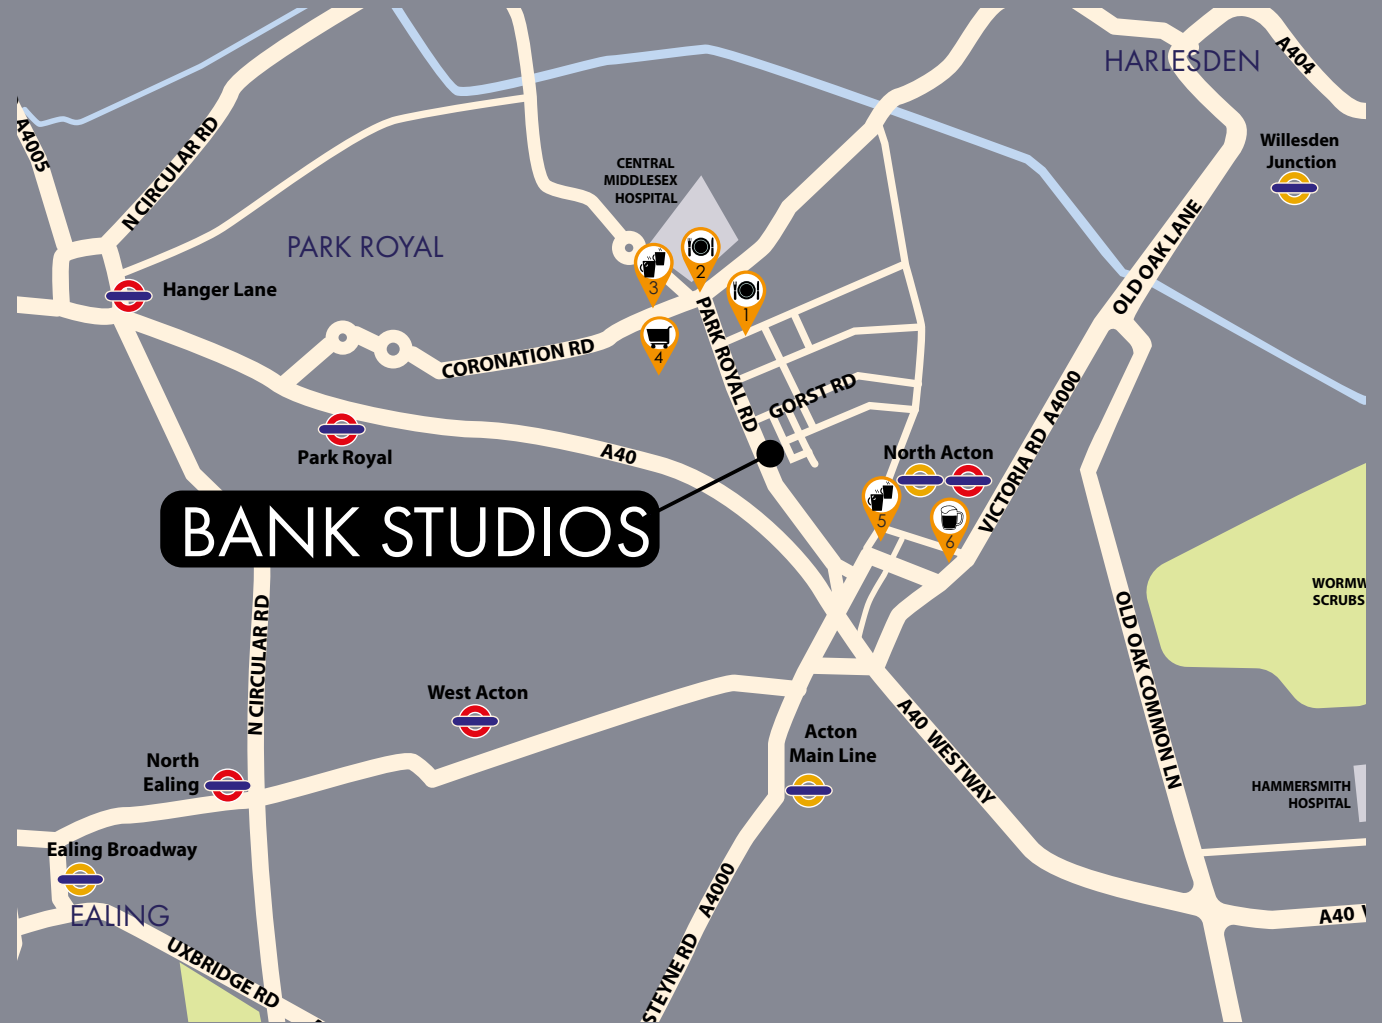 HARLESDEN
A404
A4005
N CIRCULAR RD
Willesden
Junction
CENTRAL
MIDDLESEX
HOSPITAL
PARK ROYAL
OLD OAK LANE
2
3
1
4
Hanger Lane
PARK ROYAL RD
CORONATION RD
GORST RD
VICTORIA RD A4000
Park Royal
A40
North Acton
5
6
BANK STUDIOS
WORMW
SCRUBS
N CIRCULAR RD
OLD OAK COMMON LN
West Acton
A40 WESTWAY
Acton
Main Line
North
Ealing
HAMMERSMITH
HOSPITAL
Ealing Broadway
A4000
EALING
A40
UXBRIDGE RD
STEYNE RD